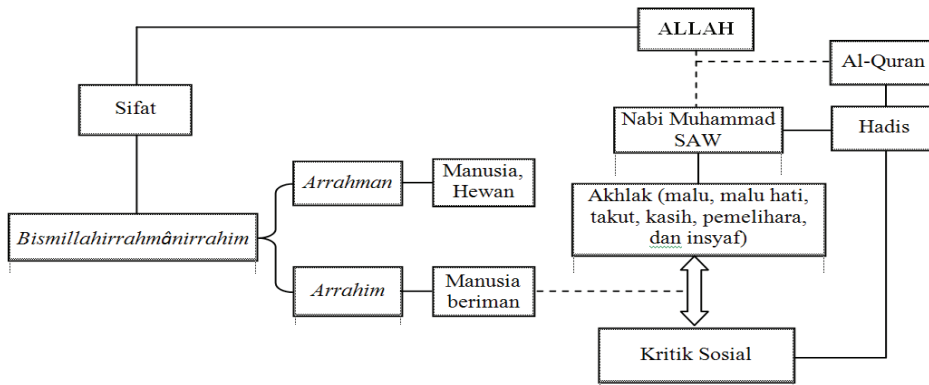 ALLAH
Al-Quran
Sifat
Nabi Muhammad
SAW
Hadis
Arrahman
Manusia,
Hewan
Akhlak (malu, malu hati,
takut, kasih, pemelihara,
dan insyaf)
Bismillahirrahmânirrahim
Arrahim
Manusia
beriman
Kritik Sosial